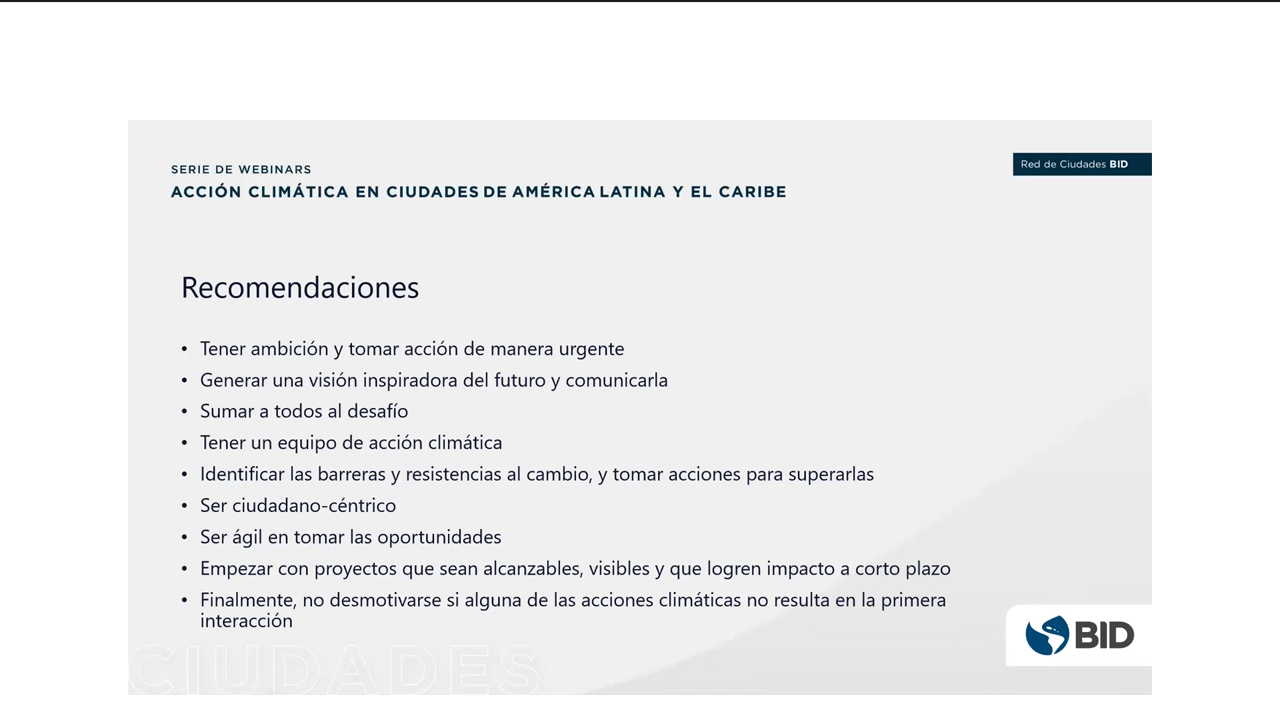 SERIE DE WEBINARS
Red de Ciudades BID
ACCIÓN CLIMÁTICA EN CIUDADES DE AMÉRICA LATINA Y EL CARIBE
Recomendaciones
• Tener ambición y tomar acción de manera urgente
• Generar una visión inspiradora del futuro y comunicarla
• Sumar a todos al desafío
• Tener un equipo de acción climática
• Identificar las barreras y resistencias al cambio, y tomar acciones para superarlas
• Ser ciudadano-céntrico
• Ser ágil en tomar las oportunidades
• Empezar con proyectos que sean alcanzables, visibles y que logren impacto a corto plazo
• Finalmente, no desmotivarse si alguna de las acciones climáticas no resulta en la primera
interacción
BID
CIUDADES